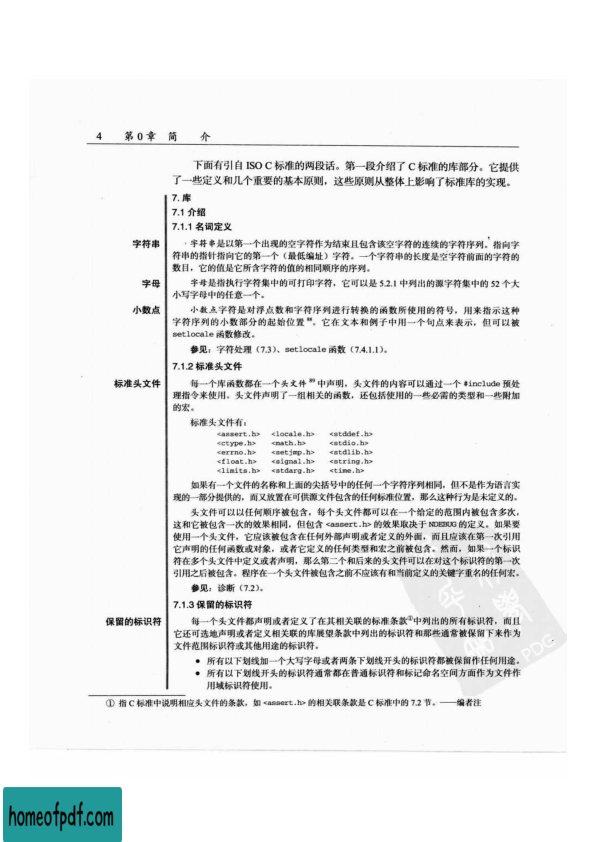 4 第0章 简 介
下面有引自 ISO C 标准的两段话。第一段介绍了 C 标准的库部分。它提供
了一些定义和几个重要的基本原则，这些原则从整体上影响了标准库的实现。
7. 库
7.1 介绍
7.1.1 名词定义
字符串
字符串是以第一个出现的空字符作为结束且包含该空字符的连续的字符序列。指向字
符串的指针指向它的第一个（最低编址）字符。一个字符串的长度是空字符前面的字符的
数目，它的值是它所含字符的值的相同顺序的序列。
字母
字母是指执行字符集中的可打印字符，它可以是 5.2.1 中列出的源字符集中的 52 个大
小写字母中的任意一个。
小数点
小数点字符是对浮点数和字符序列进行转换的函数所使用的符号，用来指示这种
字符序列的小数部分的起始位置⁸⁸。它在文本和例子中用一个句点来表示，但可以被
setlocale 函数修改。
参见：字符处理（7.3）、setlocale 函数（7.4.1.1）。
7.1.2 标准头文件
标准头文件
每一个库函数都在一个头文件⁸⁹中声明，头文件的内容可以通过一个 #include 预处
理指令来使用。头文件声明了一组相关的函数，还包括使用的一些必需的类型和一些附加
的宏。
标准头文件有：
<assert.h> <locale.h> <stddef.h>
<ctype.h> <math.h> <stdio.h>
<errno.h> <setjmp.h> <stdlib.h>
<float.h> <signal.h> <string.h>
<limits.h> <stdarg.h> <time.h>
如果有一个文件的名称和上面的尖括号中的任何一个字符序列相同，但不是作为语言实
现的一部分提供的，而又放置在可供源文件包含的任何标准位置，那么这种行为是未定义的。
头文件可以以任何顺序被包含，每个头文件都可以在一个给定的范围内被包含多次，
这和它被包含一次的效果相同，但包含 <assert.h> 的效果取决于 NDEBUG 的定义。如果要
使用一个头文件，它应该被包含在任何外部声明或者定义的外面，而且应该在第一次引用
它声明的任何函数或对象，或者它定义的任何类型和宏之前被包含。然而，如果一个标识
符在多个头文件中定义或者声明，那么第二个和后来的头文件可以在对这个标识符的第一次
引用之后被包含。程序在一个头文件被包含之前不应该有和当前定义的关键字重名的任何宏。
参见：诊断（7.2）。
7.1.3 保留的标识符
保留的标识符
每一个头文件都声明或者定义了在其相关联的标准条款①中列出的所有标识符，而且
它还可选地声明或者定义相关联的库展望条款中列出的标识符和那些通常被保留下来作为
文件范围标识符或其他用途的标识符。
• 所有以下划线加一个大写字母或者两条下划线开头的标识符都被保留作任何用途。
• 所有以下划线开头的标识符通常都在普通标识符和标记命名空间方面作为文件作
用域标识符使用。
① 指 C 标准中说明相应头文件的条款，如 <assert.h> 的相关联条款是 C 标准中的 7.2 节。——编者注
PDG
homeofpdf.com